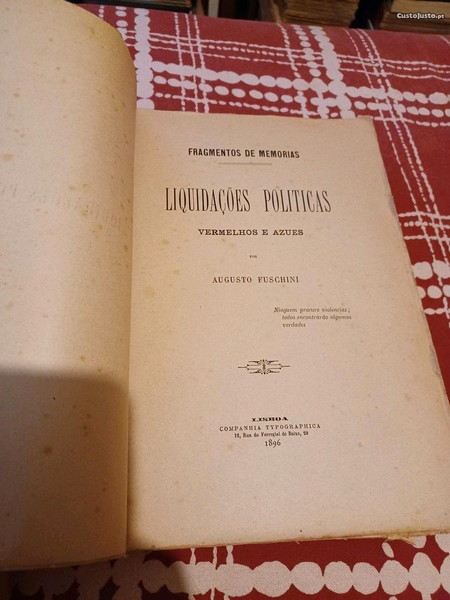 CustoJusto.pt
FRAGMENTOS DE MEMORIAS
LIQUIDAÇÕES POLITICAS
VERMELHOS E AZUES
POR
AUGUSTO FUSCHINI
Ninguem procure violencias;
todos encontrarão algumas
verdades
LISBOA
COMPANHIA TYPOGRAPHICA
Rua do Ferregial de Baixo,
1896